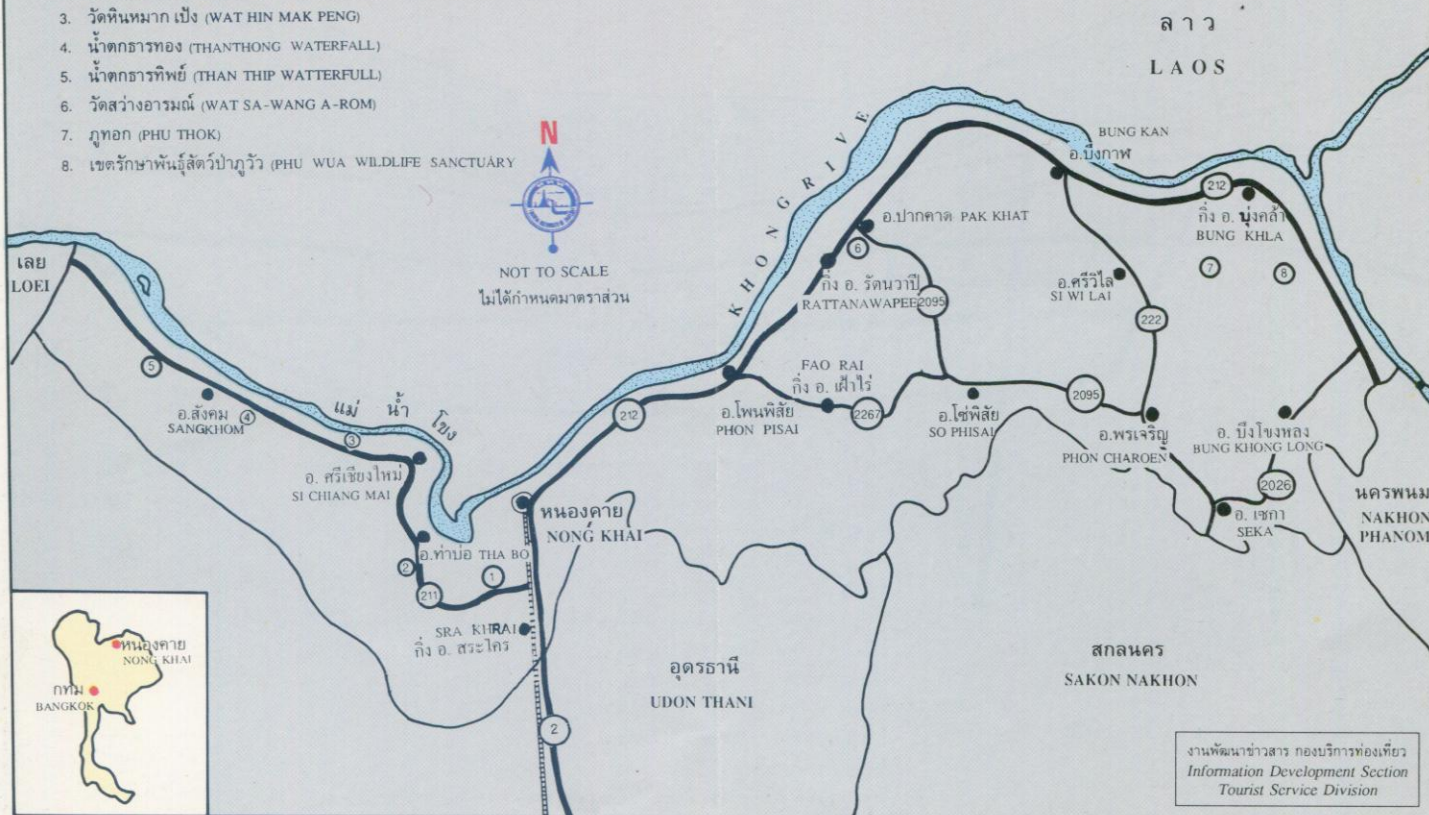 3. วัดหินหมาก เป้ง (WAT HIN MAK PENG)
4. น้ำตกธารทอง (THANTHONG WATERFALL)
5. น้ำตกธารทิพย์ (THAN THIP WATTERFULL)
6. วัดสว่างอารมณ์ (WAT SA-WANG A-ROM)
7. ภูทอก (PHU THOK)
8. เขตรักษาพันธุ์สัตว์ป่าภูวัว (PHU WUA WILDLIFE SANCTUARY
ลาว
LAOS
N
NOT TO SCALE
ไม่ได้กำหนดมาตราส่วน
KHONG RIVE
BUNG KAN
อ.บึงกาฬ
212
กิ่ง อ. บุ่งคล้า
BUNG KHLA
7
8
อ.ปากคาด PAK KHAT
6
กิ่ง อ. รัตนวาปี
RATTANAWAPEE
2095
อ.ศรีวิไล
SI WI LAI
222
เลย
LOEI
5
อ.สังคม
SANGKHOM
4
แม่ น้ำ โขง
3
อ. ศรีเชียงใหม่
SI CHIANG MAI
212
FAO RAI
กิ่ง อ. เฝ้าไร่
2267
อ.โพนพิสัย
PHON PISAI
อ.โซ่พิสัย
SO PHISAI
2095
อ.พรเจริญ
PHON CHAROEN
อ. บึงโขงหลง
BUNG KHONG LONG
2026
อ. เซกา
SEKA
นครพนม
NAKHON
PHANOM
หนองคาย
NONG KHAI
อ.ท่าบ่อ THA BO
2
1
211
SRA KHRAI
กิ่ง อ. สระใคร
2
อุดรธานี
UDON THANI
สกลนคร
SAKON NAKHON
หนองคาย
NONG KHAI
กทม
BANGKOK
งานพัฒนาข่าวสาร กองบริการท่องเที่ยว
Information Development Section
Tourist Service Division